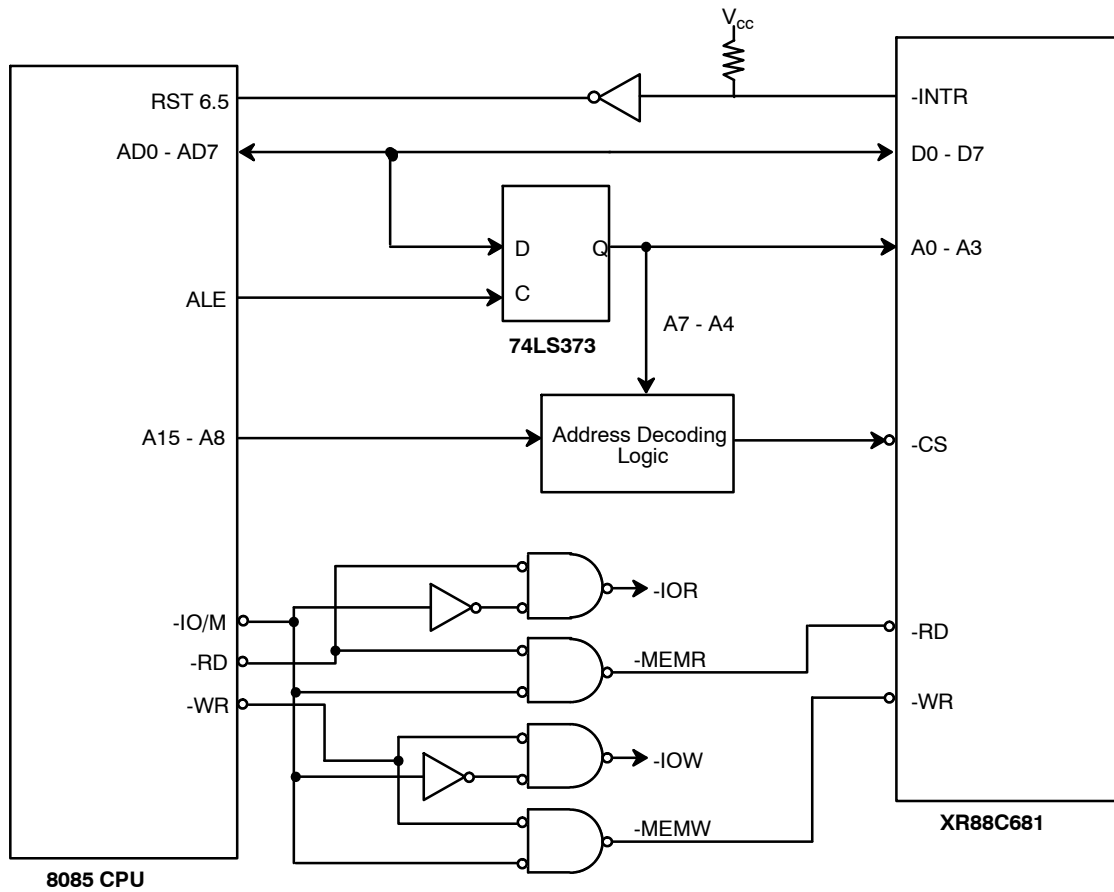 Vcc
RST 6.5
-INTR
AD0 - AD7
D0 - D7
D
Q
A0 - A3
C
ALE
A7 - A4
74LS373
A15 - A8
Address Decoding
Logic
-CS
-IOR
-IO/M
-RD
-RD
-MEMR
-WR
-WR
-IOW
-MEMW
XR88C681
8085 CPU